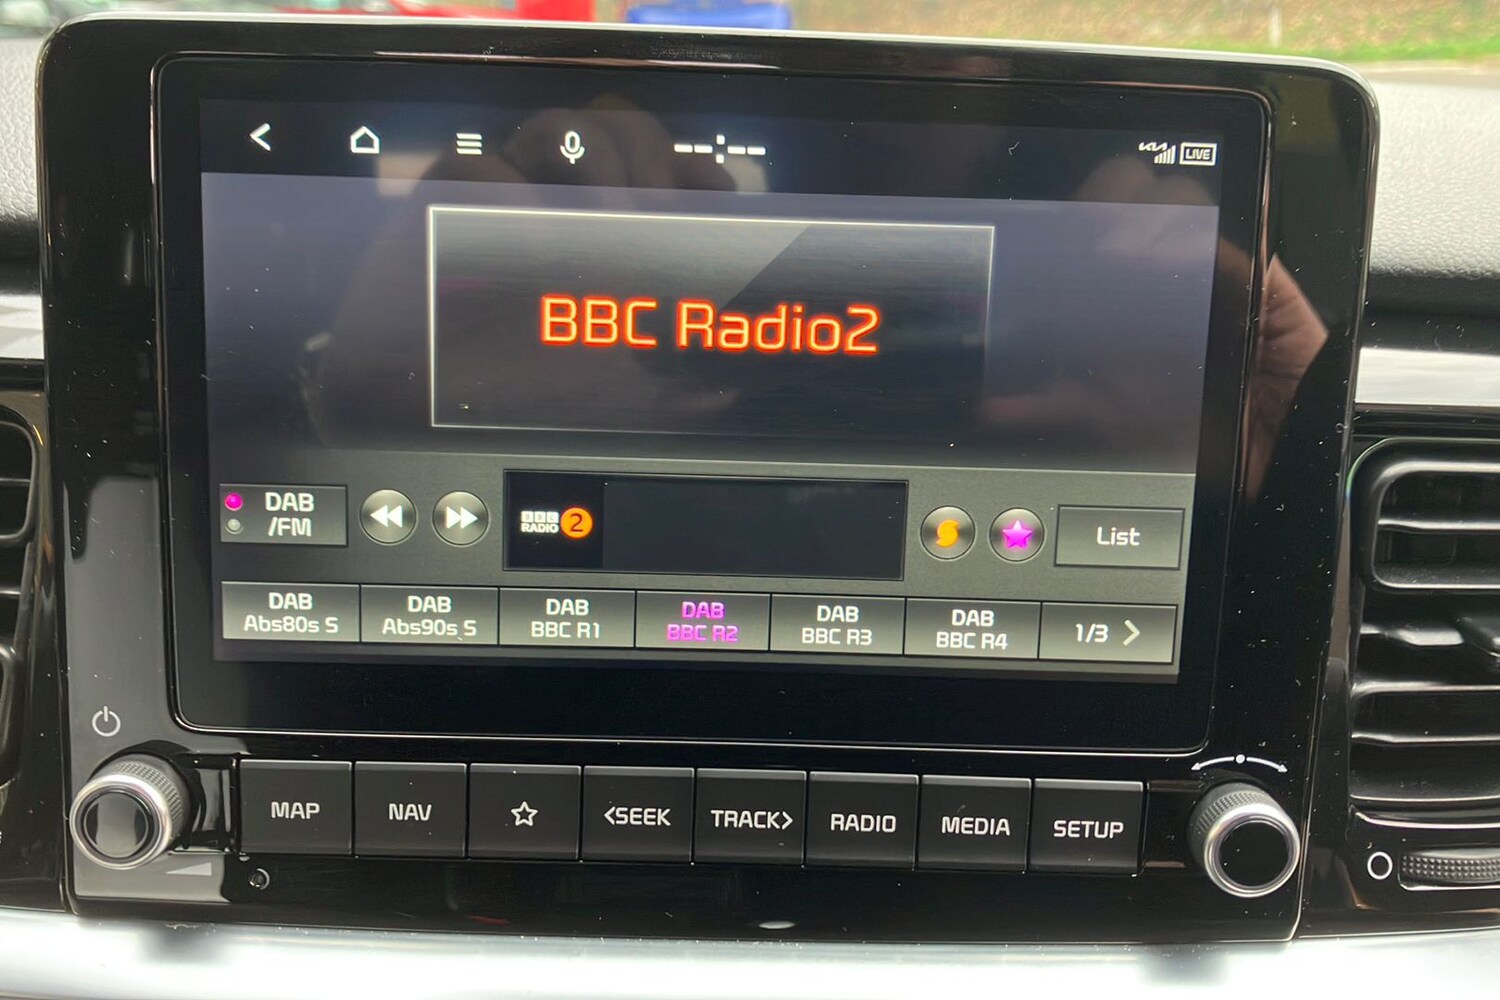 --:--
KIA LIVE
BBC Radio2
DAB
/FM
BBC
RADIO 2
List
DAB
Abs80s S
DAB
Abs90s S
DAB
BBC R1
DAB
BBC R2
DAB
BBC R3
DAB
BBC R4
1/3 >
MAP
NAV
<SEEK
TRACK>
RADIO
MEDIA
SETUP